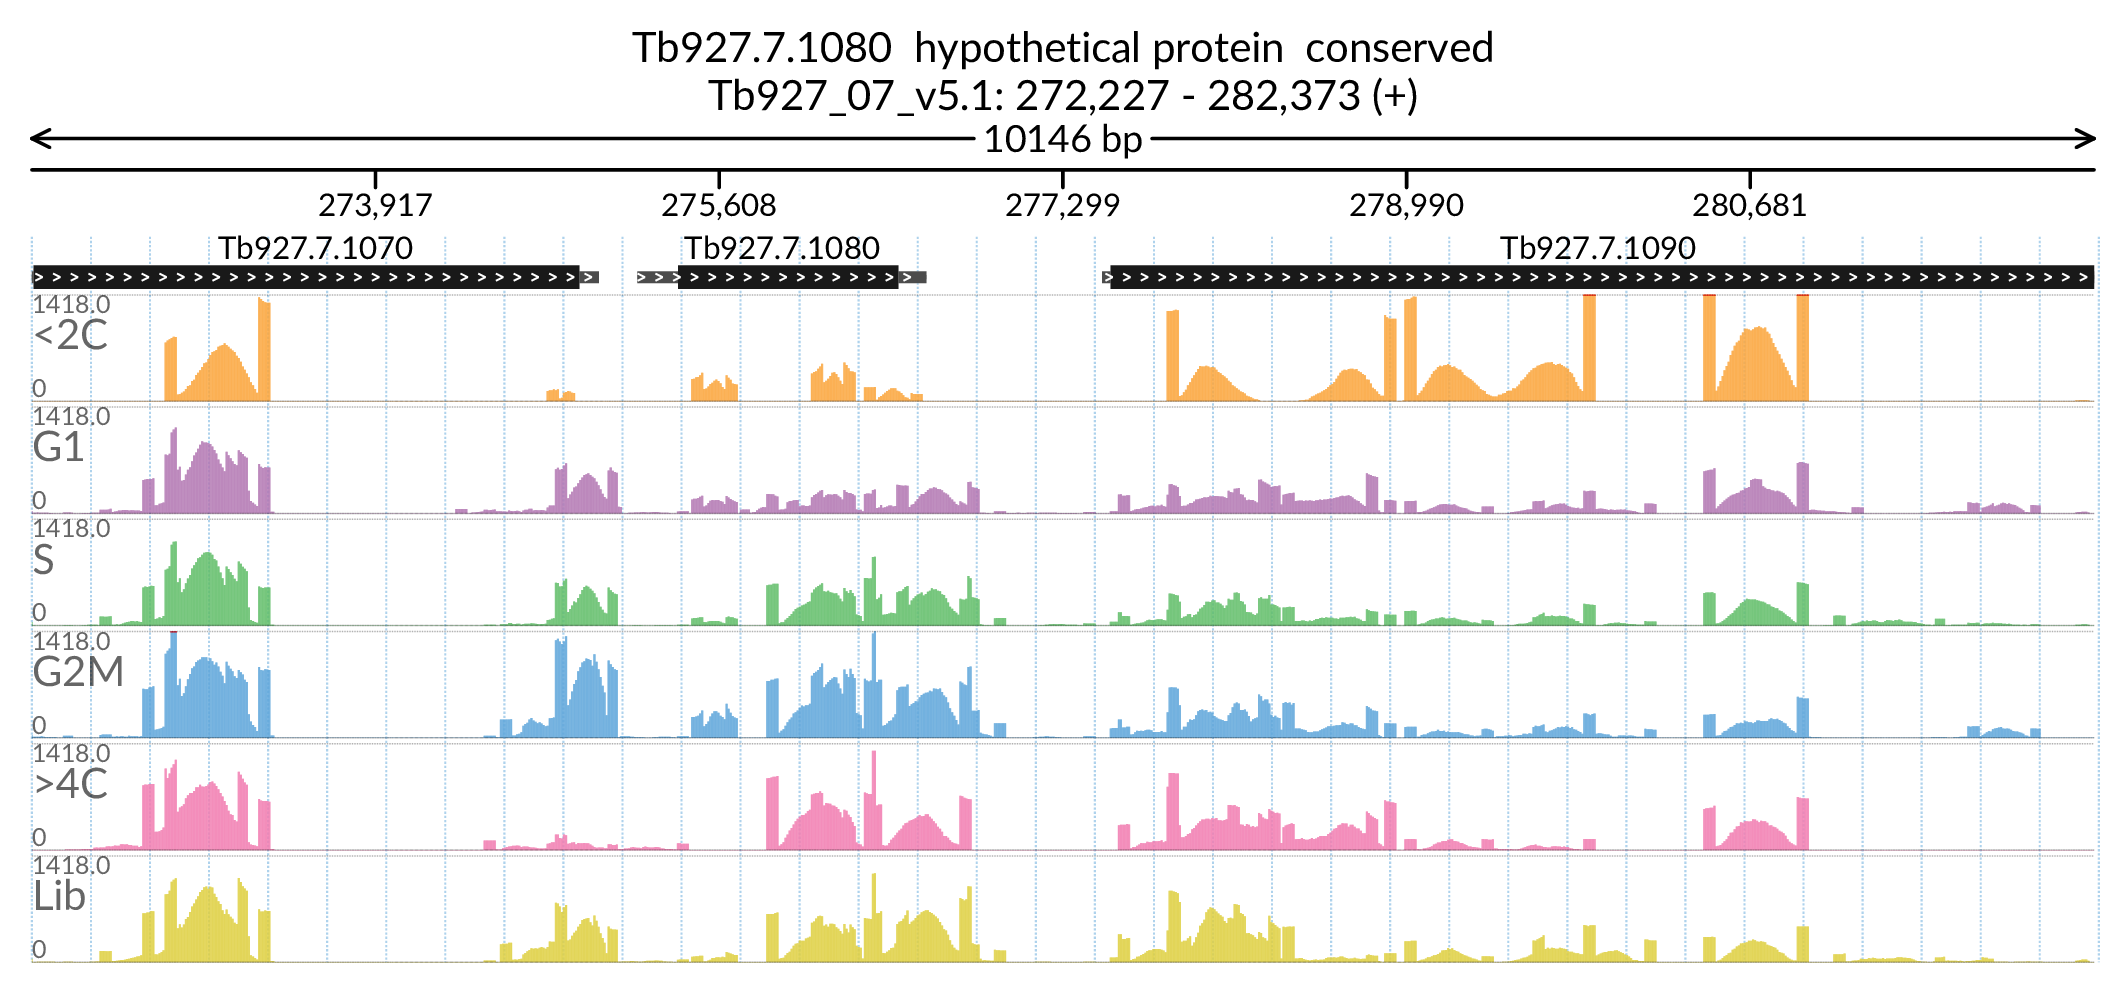 Tb927.7.1080 hypothetical protein conserved
Tb927_07_v5.1: 272,227 - 282,373 (+)
10146 bp
273,917 275,608 277,299 278,990 280,681
Tb927.7.1070 Tb927.7.1080 Tb927.7.1090
1418.0
<2C
0
1418.0
G1
0
1418.0
S
0
1418.0
G2M
0
1418.0
>4C
0
1418.0
Lib
0